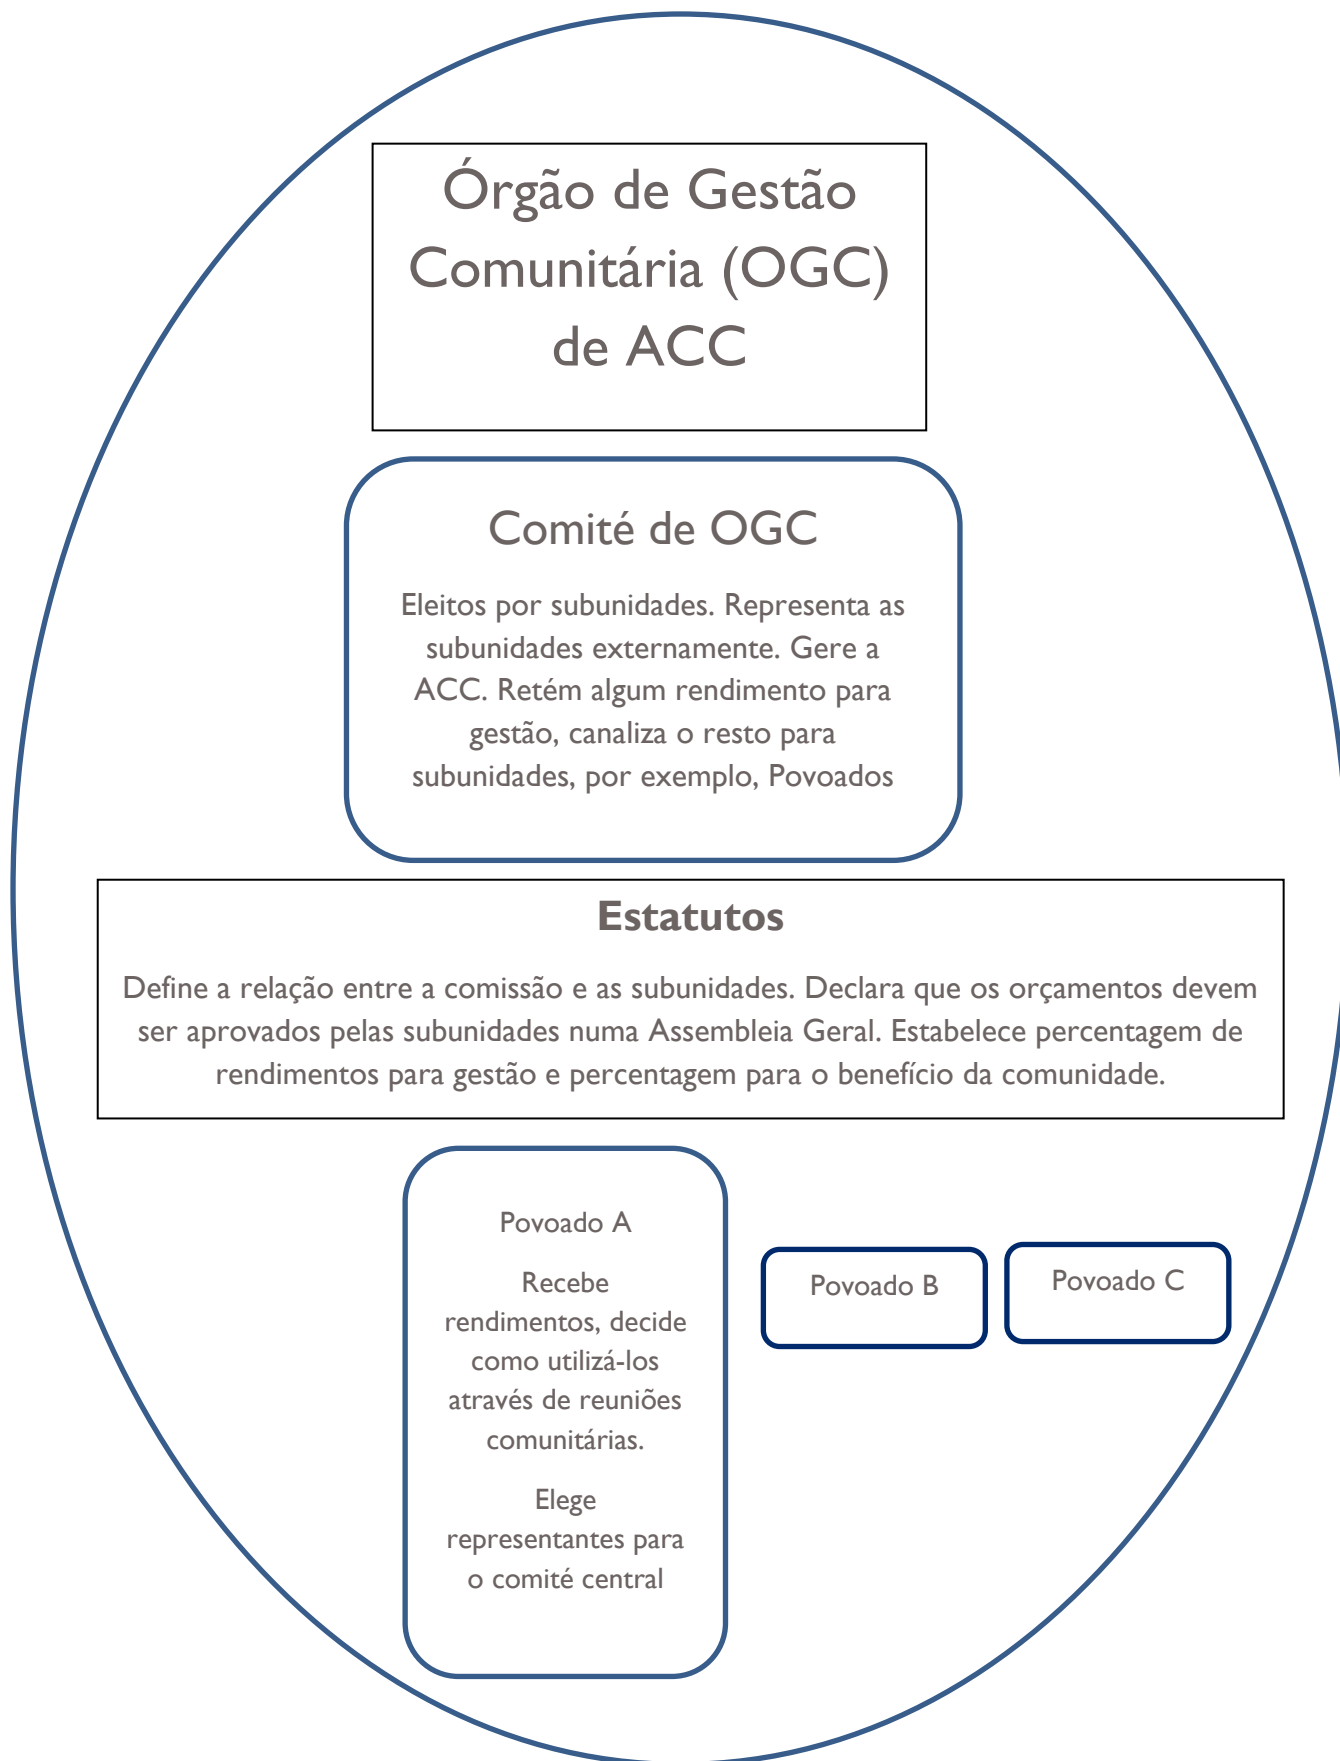 Órgão de Gestão
Comunitária (OGC)
de ACC
Comité de OGC
Eleitos por subunidades. Representa as
subunidades externamente. Gere a
ACC. Retém algum rendimento para
gestão, canaliza o resto para
subunidades, por exemplo, Povoados
Estatutos
Define a relação entre a comissão e as subunidades. Declara que os orçamentos devem
ser aprovados pelas subunidades numa Assembleia Geral. Estabelece percentagem de
rendimentos para gestão e percentagem para o benefício da comunidade.
Povoado A
Recebe
rendimentos, decide
como utilizá-los
através de reuniões
comunitárias.
Elege
representantes para
o comité central
Povoado B
Povoado C